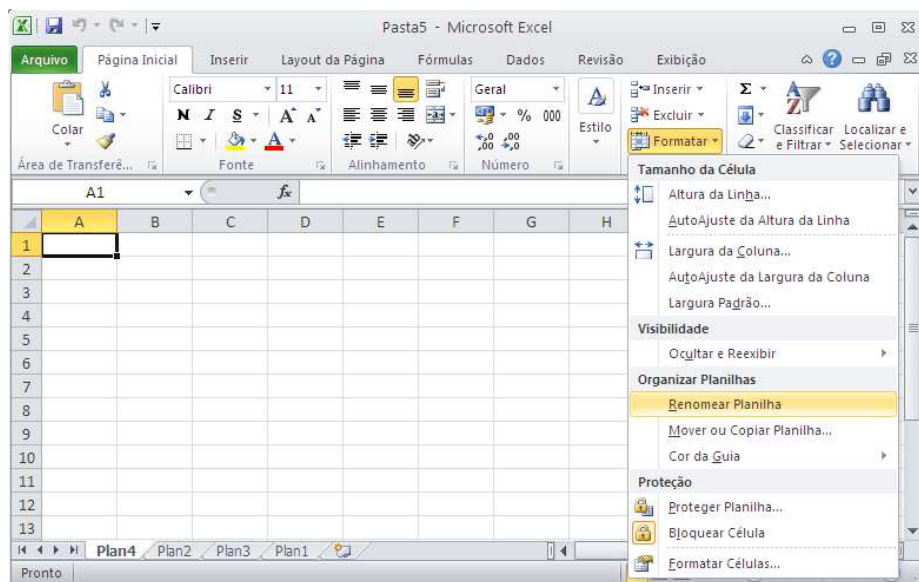 Pasta5 - Microsoft Excel
Arquivo Página Inicial Inserir Layout da Página Fórmulas Dados Revisão Exibição
Colar
Área de Transferê...
Calibri 11
N I S A A
A
Fonte
Alinhamento
Geral
% 000
Número
Estilo
Inserir
Excluir
Formatar
Σ
Classificar e Filtrar
Localizar e Selecionar
A1 fx
A B C D E F G H
1
2
3
4
5
6
7
8
9
10
11
12
13
Tamanho da Célula
Altura da Linha...
AutoAjuste da Altura da Linha
Largura da Coluna...
AutoAjuste da Largura da Coluna
Largura Padrão...
Visibilidade
Ocultar e Reexibir
Organizar Planilhas
Renomear Planilha
Mover ou Copiar Planilha...
Cor da Guia
Proteção
Proteger Planilha...
Bloquear Célula
Formatar Células...
Plan4 Plan2 Plan3 Plan1
Pronto